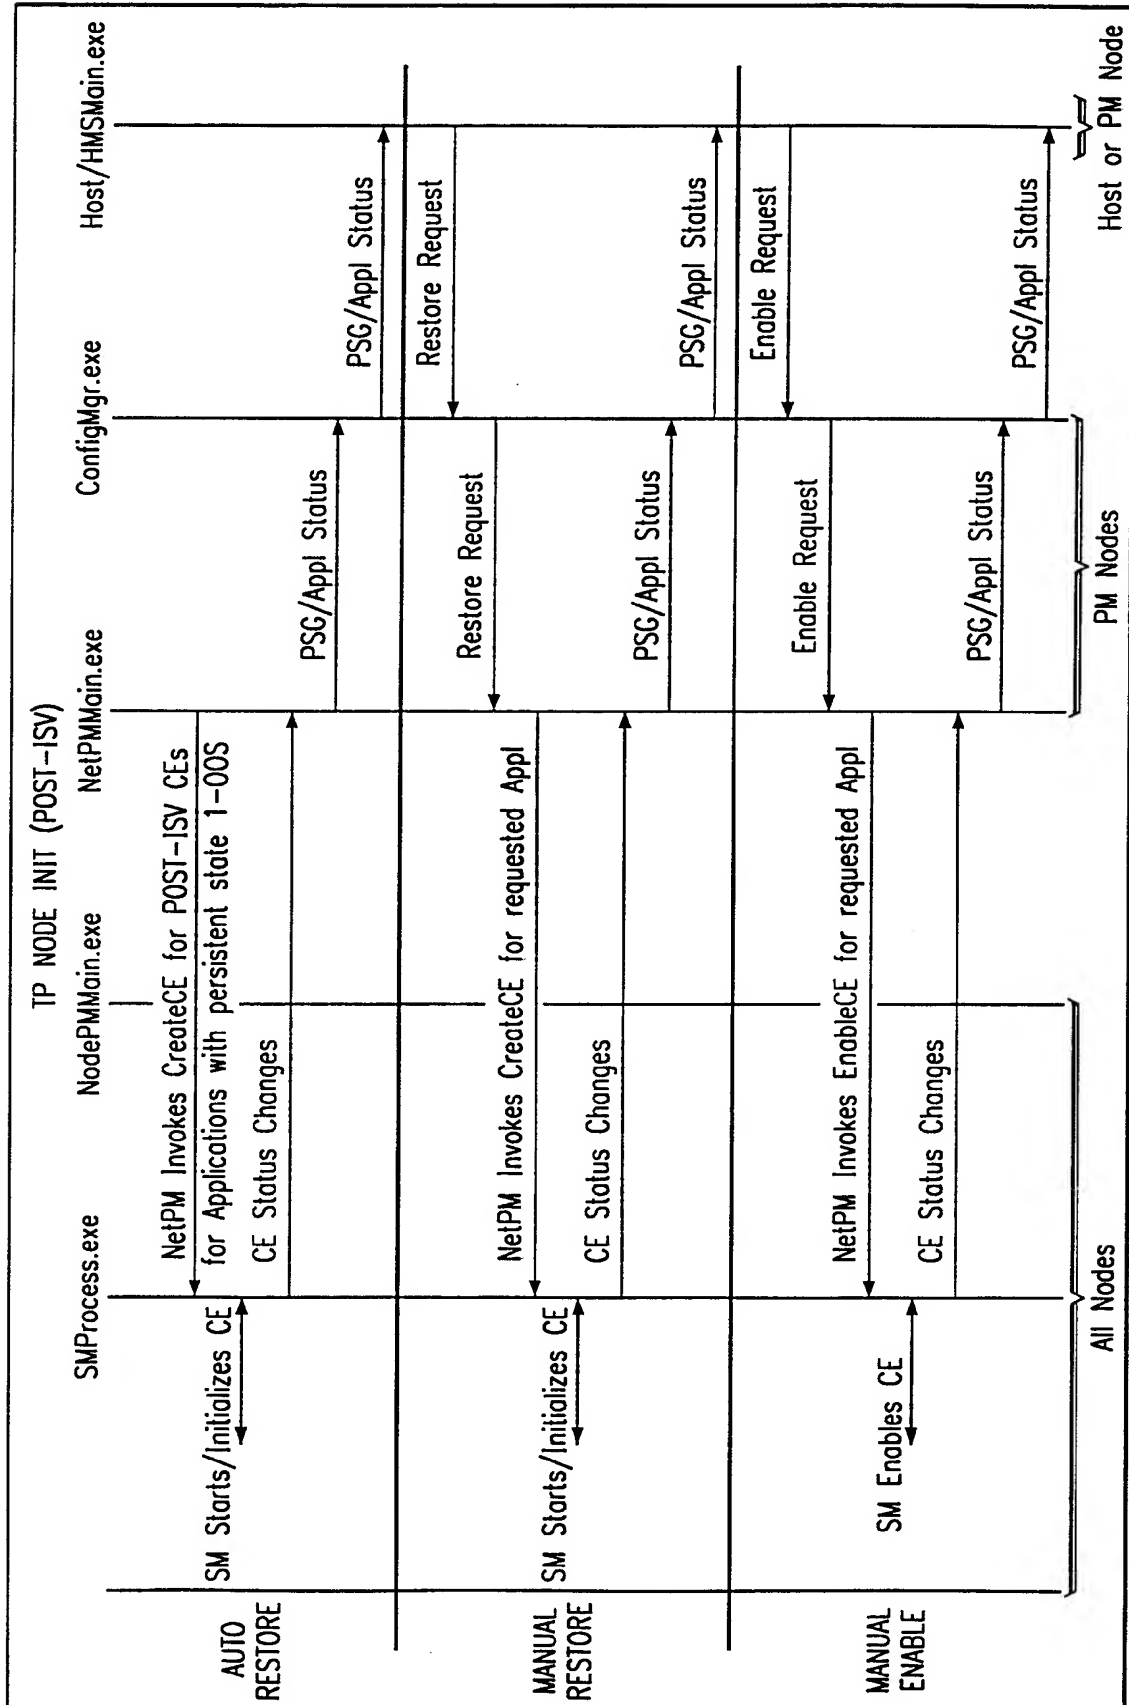 TP NODE INIT (POST-ISV)
SMProcess.exe
NodePMMain.exe
NetPMMain.exe
ConfigMgr.exe
Host/HMSMain.exe
AUTO
RESTORE
NetPM Invokes CreateCE for POST-ISV CEs
for Applications with persistent state 1-OOS
SM Starts/Initializes CE
CE Status Changes
PSG/Appl Status
PSG/Appl Status
MANUAL
RESTORE
Restore Request
Restore Request
NetPM Invokes CreateCE for requested Appl
SM Starts/Initializes CE
CE Status Changes
PSG/Appl Status
PSG/Appl Status
MANUAL
ENABLE
Enable Request
Enable Request
NetPM Invokes EnableCE for requested Appl
SM Enables CE
CE Status Changes
PSG/Appl Status
PSG/Appl Status
All Nodes
PM Nodes
Host or PM Node